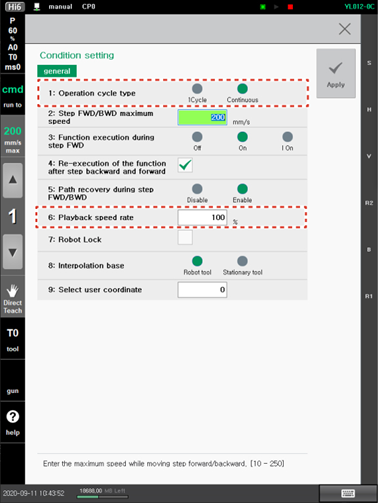 Hi6 manual CP0 YL012-0C
P
60
%
A0
T0
ms0
cmd
run to
200
mm/s
max
1
Direct
Teach
T0
tool
gun
help
Condition setting
general
1: Operation cycle type
1Cycle Continuous
2: Step FWD/BWD maximum
speed
200 mm/s
3: Function execution during
step FWD
Off On I On
4: Re-execution of the function
after step backward and forward
5: Path recovery during step
FWD/BWD
Disable Enable
6: Playback speed rate
100 %
7: Robot Lock
8: Interpolation base
Robot tool Stationary tool
9: Select user coordinate
0
Apply
S
H
V
R2
B
R1
Enter the maximum speed while moving step forward/backward. [10 ~ 250]
2020-09-11 10:43:52 18698.00 MB Left